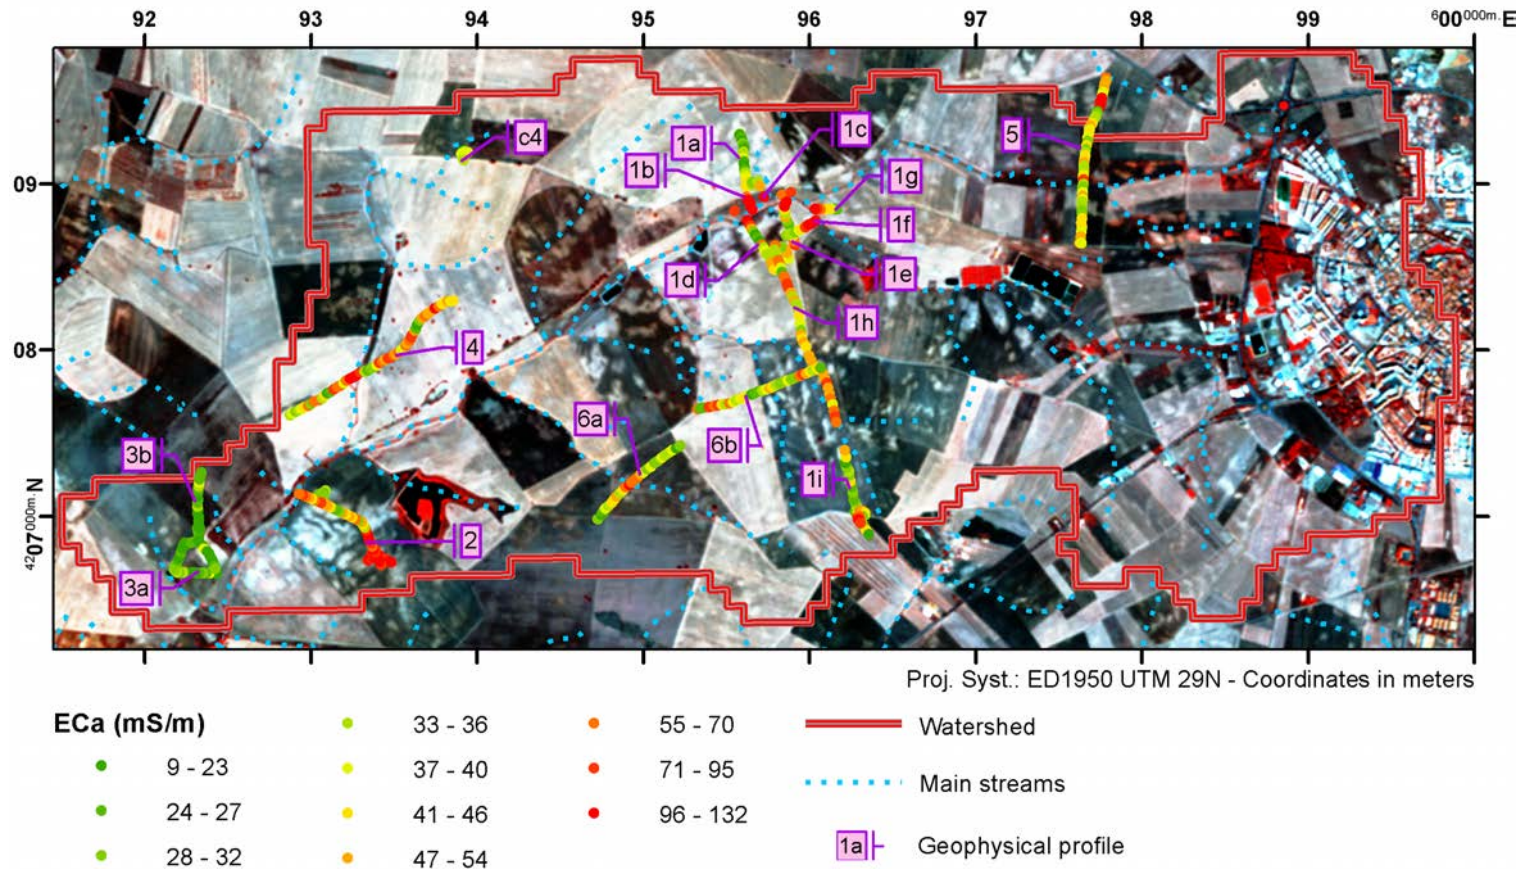 92 93 94 95 96 97 98 99 600000m. E
c4 1a 1c 5
1b 1g
09
1f
1d 1e
1h
08 4
6a
6b
3b
1i
4207000m. N
2
3a
Proj. Syst.: ED1950 UTM 29N - Coordinates in meters
ECa (mS/m) 33 - 36 55 - 70 Watershed
9 - 23 37 - 40 71 - 95
24 - 27 41 - 46 96 - 132 Main streams
28 - 32 47 - 54 1a Geophysical profile